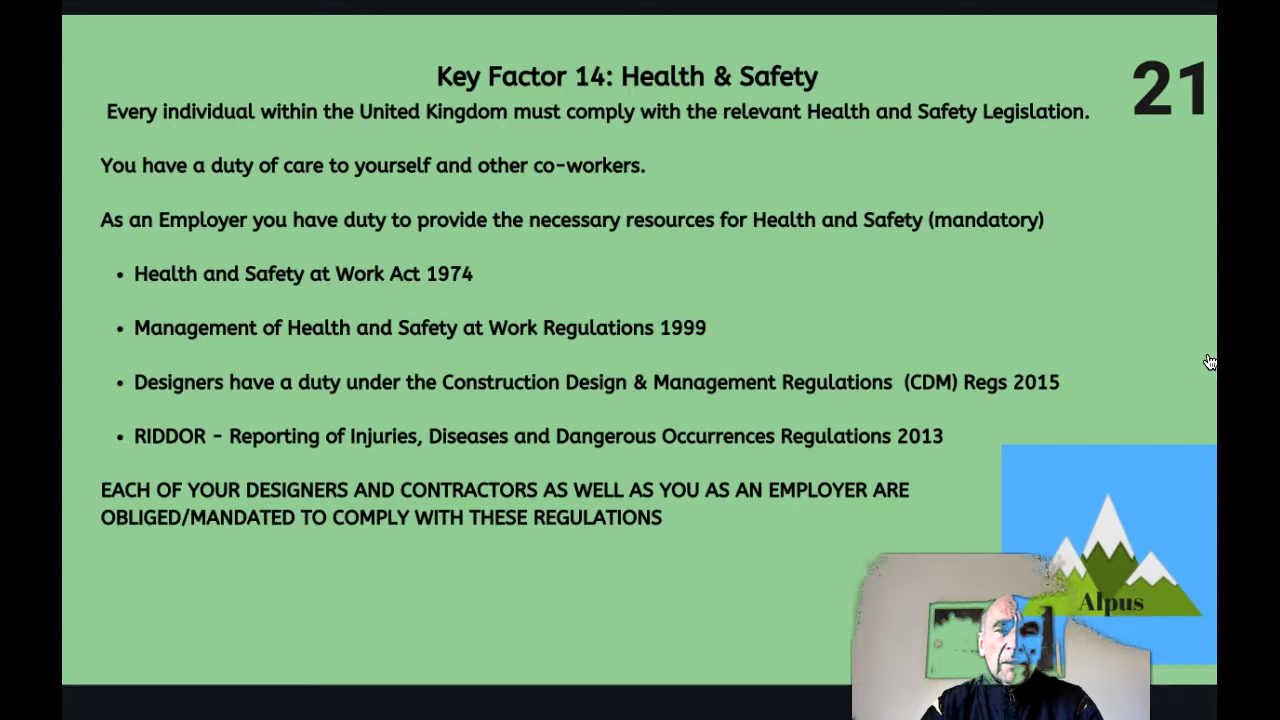 Key Factor 14: Health & Safety
21
Every individual within the United Kingdom must comply with the relevant Health and Safety Legislation.
You have a duty of care to yourself and other co-workers.
As an Employer you have duty to provide the necessary resources for Health and Safety (mandatory)
• Health and Safety at Work Act 1974
• Management of Health and Safety at Work Regulations 1999
• Designers have a duty under the Construction Design & Management Regulations (CDM) Regs 2015
• RIDDOR - Reporting of Injuries, Diseases and Dangerous Occurrences Regulations 2013
EACH OF YOUR DESIGNERS AND CONTRACTORS AS WELL AS YOU AS AN EMPLOYER ARE
OBLIGED/MANDATED TO COMPLY WITH THESE REGULATIONS
Alpus